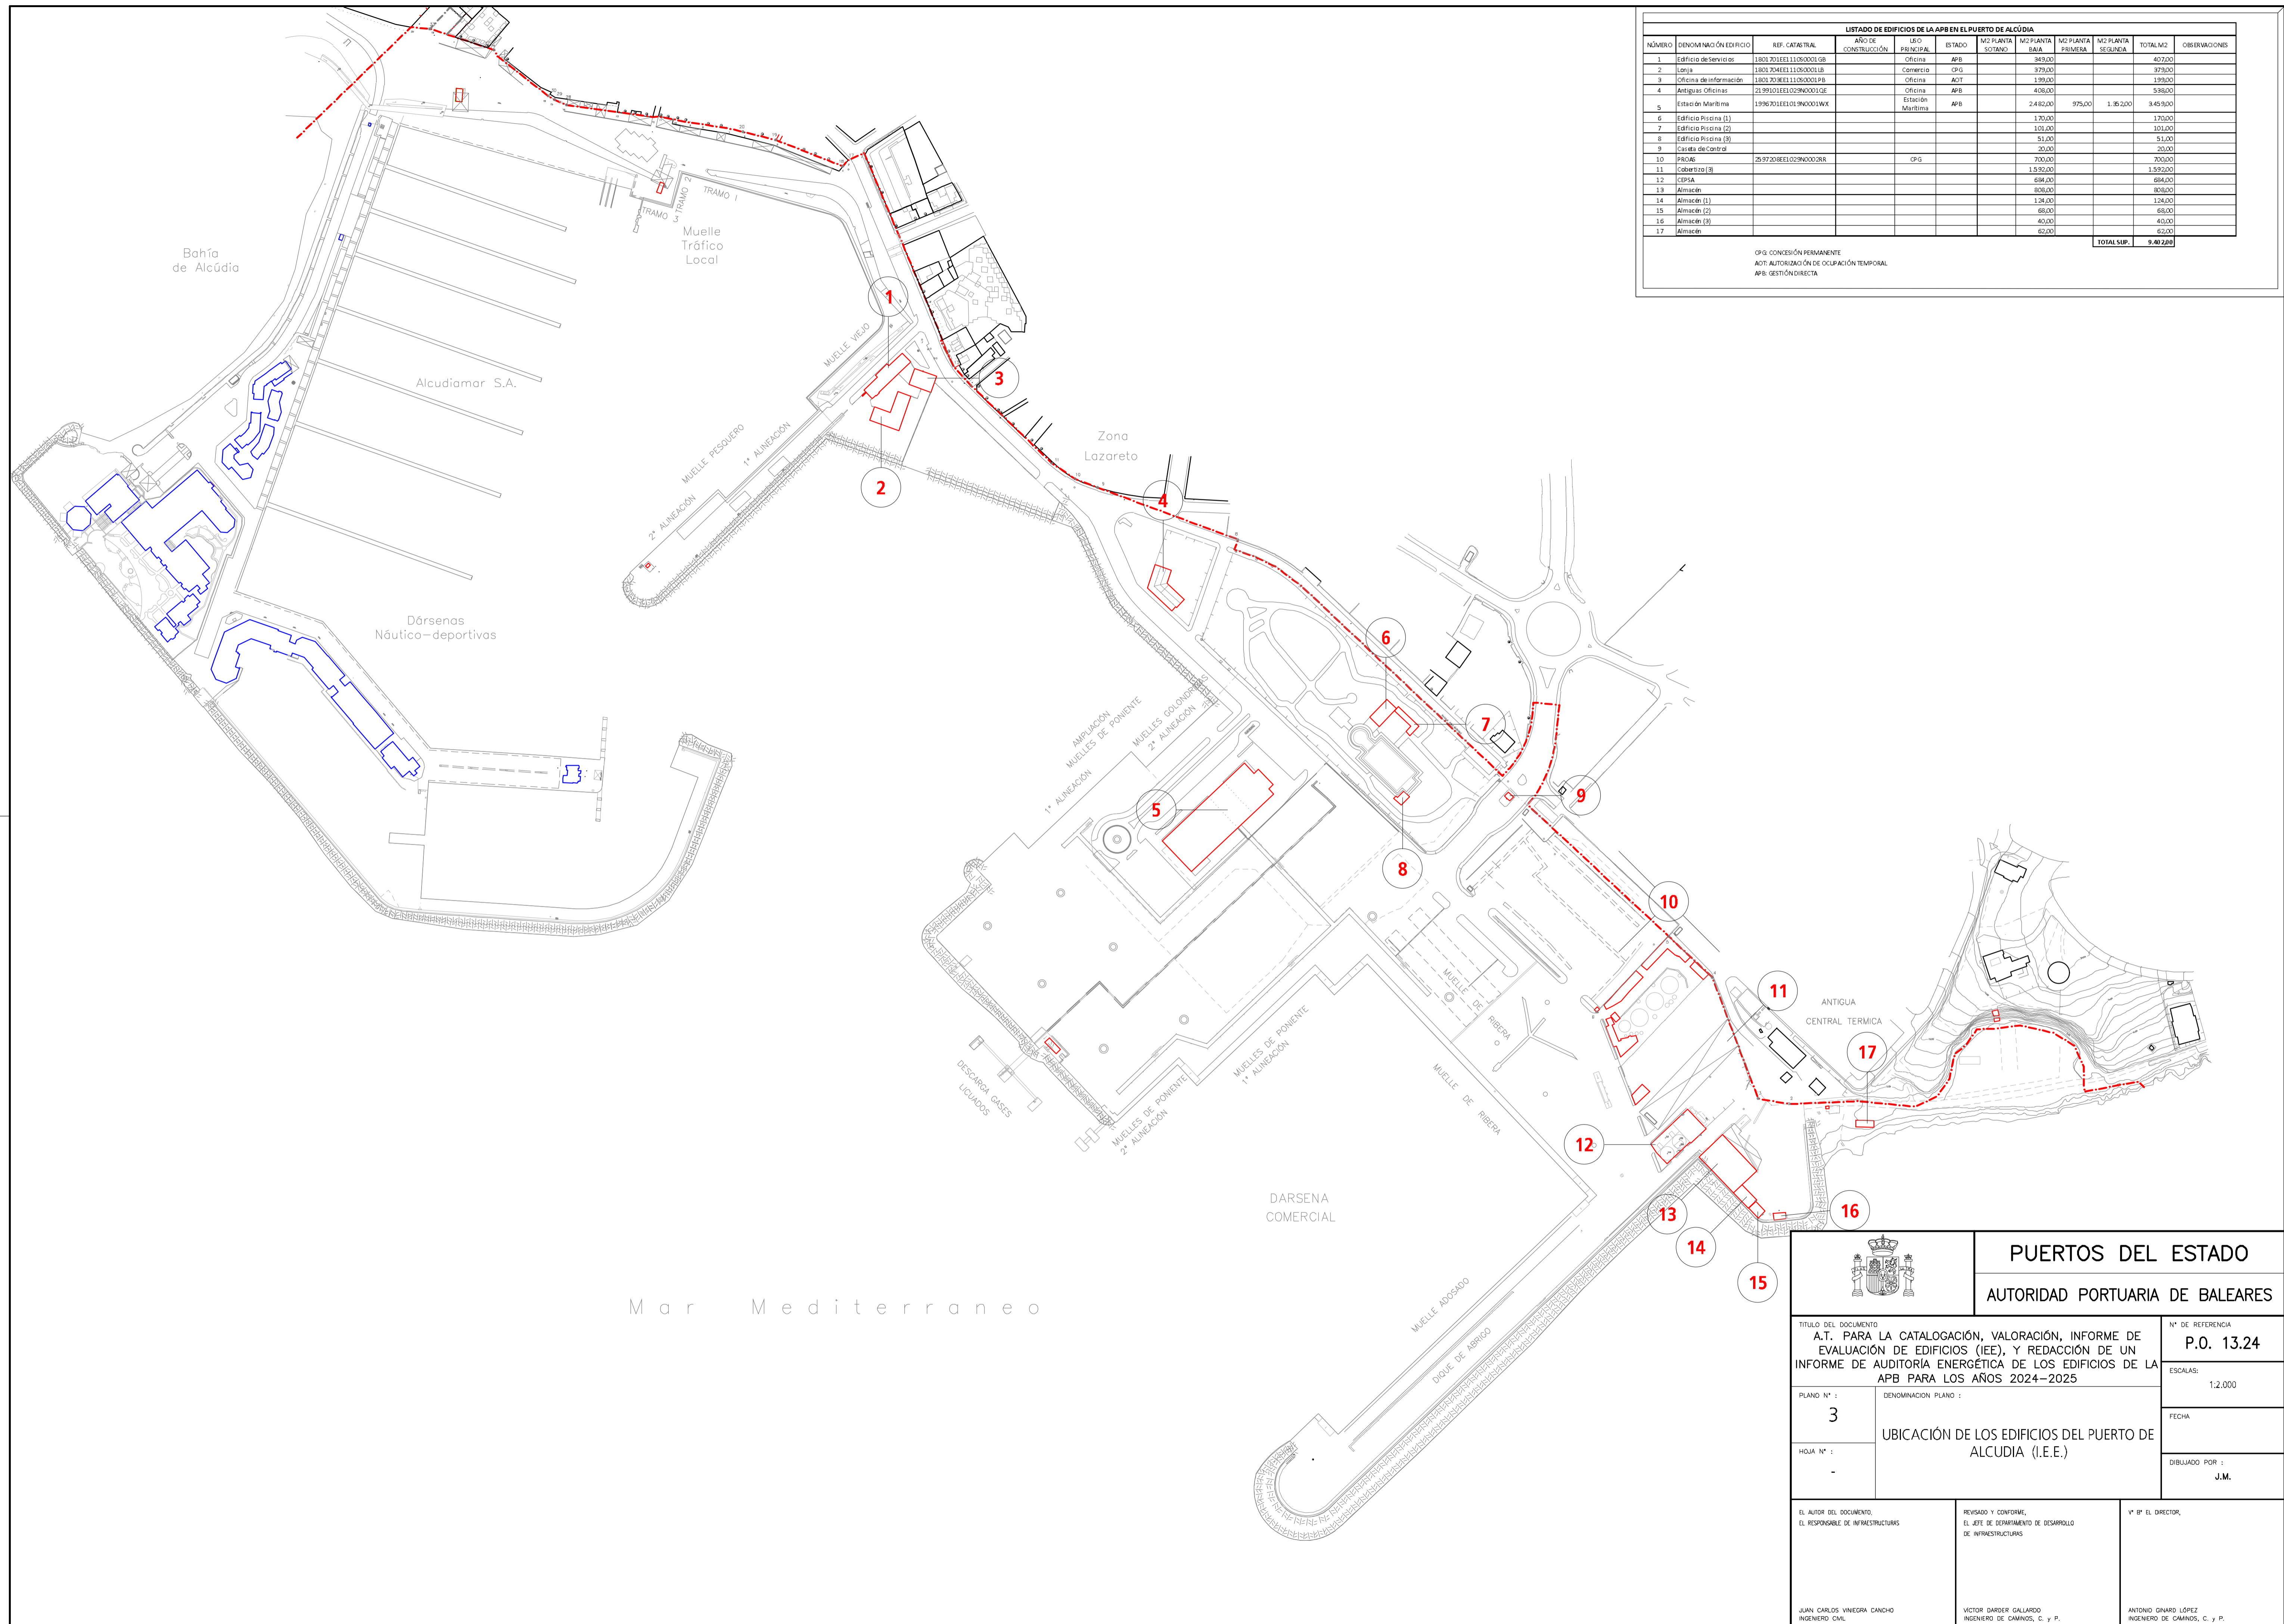 LISTADO DE EDIFICIOS DE LA APB EN EL PUERTO DE ALCÚDIA
NÚMERO DENOMINACIÓN EDIFICIO REF. CATASTRAL AÑO DE CONSTRUCCIÓN USO PRINCIPAL ESTADO M2 PLANTA SOTANO M2 PLANTA BAJA M2 PLANTA PRIMERA M2 PLANTA SEGUNDA TOTAL M2 OBSERVACIONES
1 Edificio de Servicios 1801701EE1110S0001GB Oficina APB 349,00 407,00
2 Lonja 1801704EE1110S0001LB Comercio CPG 379,00 379,00
3 Oficina de información 1801703EE1110S0001PB Oficina AOT 199,00 199,00
4 Antiguas Oficinas 2199101EE1029N0001QE Oficina APB 408,00 538,00
5 Estación Marítima 1996701EE1019N0001WX Estación Marítima APB 2.482,00 975,00 1.352,00 3.459,00
6 Edificio Piscina (1) 170,00 170,00
7 Edificio Piscina (2) 101,00 101,00
8 Edificio Piscina (3) 51,00 51,00
9 Caseta de Control 20,00 20,00
10 PROAS 2597208EE1029N0002RR CPG 700,00 700,00
11 Cobertizo (3) 1.592,00 1.592,00
12 CEPSA 684,00 684,00
13 Almacén 808,00 808,00
14 Almacén (1) 124,00 124,00
15 Almacén (2) 68,00 68,00
16 Almacén (3) 40,00 40,00
17 Almacén 62,00 62,00
TOTAL SUP. 9.402,00
CPG: CONCESIÓN PERMANENTE
AOT: AUTORIZACIÓN DE OCUPACIÓN TEMPORAL
APB: GESTIÓN DIRECTA
TRAMO 1
TRAMO 2
TRAMO 3
Muelle
Tráfico
Local
Bahía
de Alcúdia
Alcudiamar S.A.
MUELLE VIEJO
1
3
2
MUELLE PESQUERO
1ª ALINEACIÓN
2ª ALINEACIÓN
Zona
Lazareto
4
Dársenas
Náutico-deportivas
6
7
AMPLIACIÓN
MUELLES DE PONIENTE
1ª ALINEACIÓN
MUELLES GOLONDRINAS
2ª ALINEACIÓN
5
9
8
10
11
ANTIGUA
CENTRAL TERMICA
17
MUELLE DE RIBERA
MUELLES DE PONIENTE
1ª ALINEACIÓN
DESCARGA GASES
LICUADOS
MUELLES DE PONIENTE
2ª ALINEACIÓN
MUELLE DE RIBERA
12
DARSENA
COMERCIAL
13
14
15
16
Mar Mediterraneo
MUELLE ADOSADO
DIQUE DE ABRIGO
PUERTOS DEL ESTADO
AUTORIDAD PORTUARIA DE BALEARES
TITULO DEL DOCUMENTO
A.T. PARA LA CATALOGACIÓN, VALORACIÓN, INFORME DE
EVALUACIÓN DE EDIFICIOS (IEE), Y REDACCIÓN DE UN
INFORME DE AUDITORÍA ENERGÉTICA DE LOS EDIFICIOS DE LA
APB PARA LOS AÑOS 2024-2025
Nº DE REFERENCIA
P.O. 13.24
ESCALAS:
1:2.000
PLANO Nº :
3
DENOMINACION PLANO :
UBICACIÓN DE LOS EDIFICIOS DEL PUERTO DE
ALCUDIA (I.E.E.)
FECHA
HOJA Nº :
-
DIBUJADO POR :
J.M.
EL AUTOR DEL DOCUMENTO,
EL RESPONSABLE DE INFRAESTRUCTURAS
REVISADO Y CONFORME,
EL JEFE DE DEPARTAMENTO DE DESARROLLO
DE INFRAESTRUCTURAS
Vº Bº EL DIRECTOR,
JUAN CARLOS VINIEGRA CANCHO
INGENIERO CIVIL
VÍCTOR DARDER GALLARDO
INGENIERO DE CAMINOS, C. y P.
ANTONIO GINARD LÓPEZ
INGENIERO DE CAMINOS, C. y P.